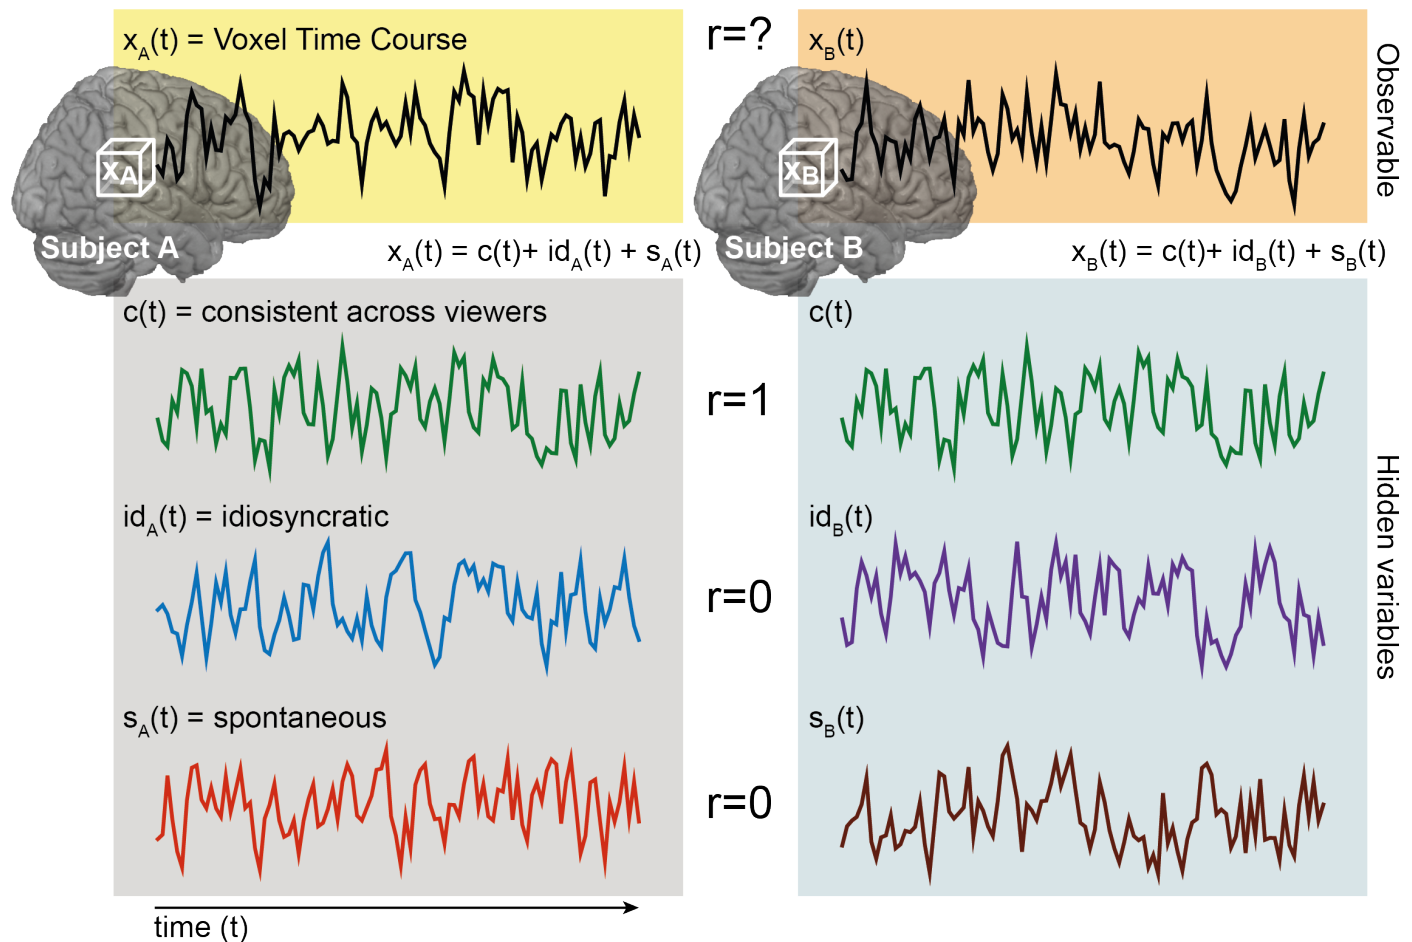 x_A(t) = Voxel Time Course
r=?
x_B(t)
Observable
x_A
x_B
Subject A
x_A(t) = c(t)+ id_A(t) + s_A(t)
Subject B
x_B(t) = c(t)+ id_B(t) + s_B(t)
c(t) = consistent across viewers
c(t)
r=1
id_A(t) = idiosyncratic
id_B(t)
r=0
Hidden variables
s_A(t) = spontaneous
s_B(t)
r=0
time (t)